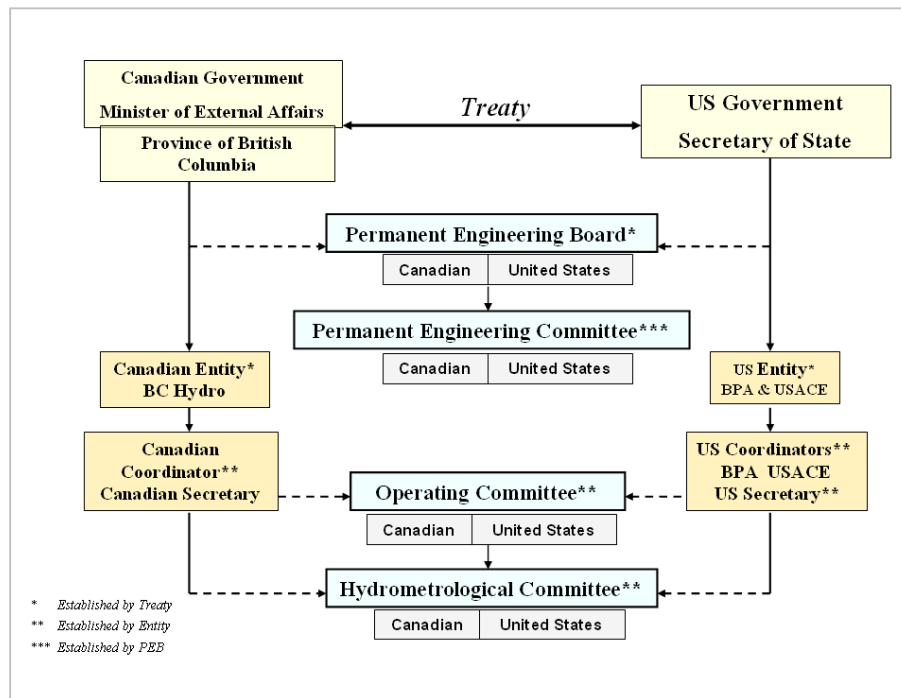 Canadian Government
Minister of External Affairs
Province of British
Columbia
Treaty
US Government
Secretary of State
Permanent Engineering Board*
Canadian United States
Permanent Engineering Committee***
Canadian United States
Canadian Entity*
BC Hydro
US Entity*
BPA & USACE
Canadian
Coordinator**
Canadian Secretary
US Coordinators**
BPA USACE
US Secretary**
Operating Committee**
Canadian United States
Hydrometrological Committee**
Canadian United States
* Established by Treaty
** Established by Entity
*** Established by PEB